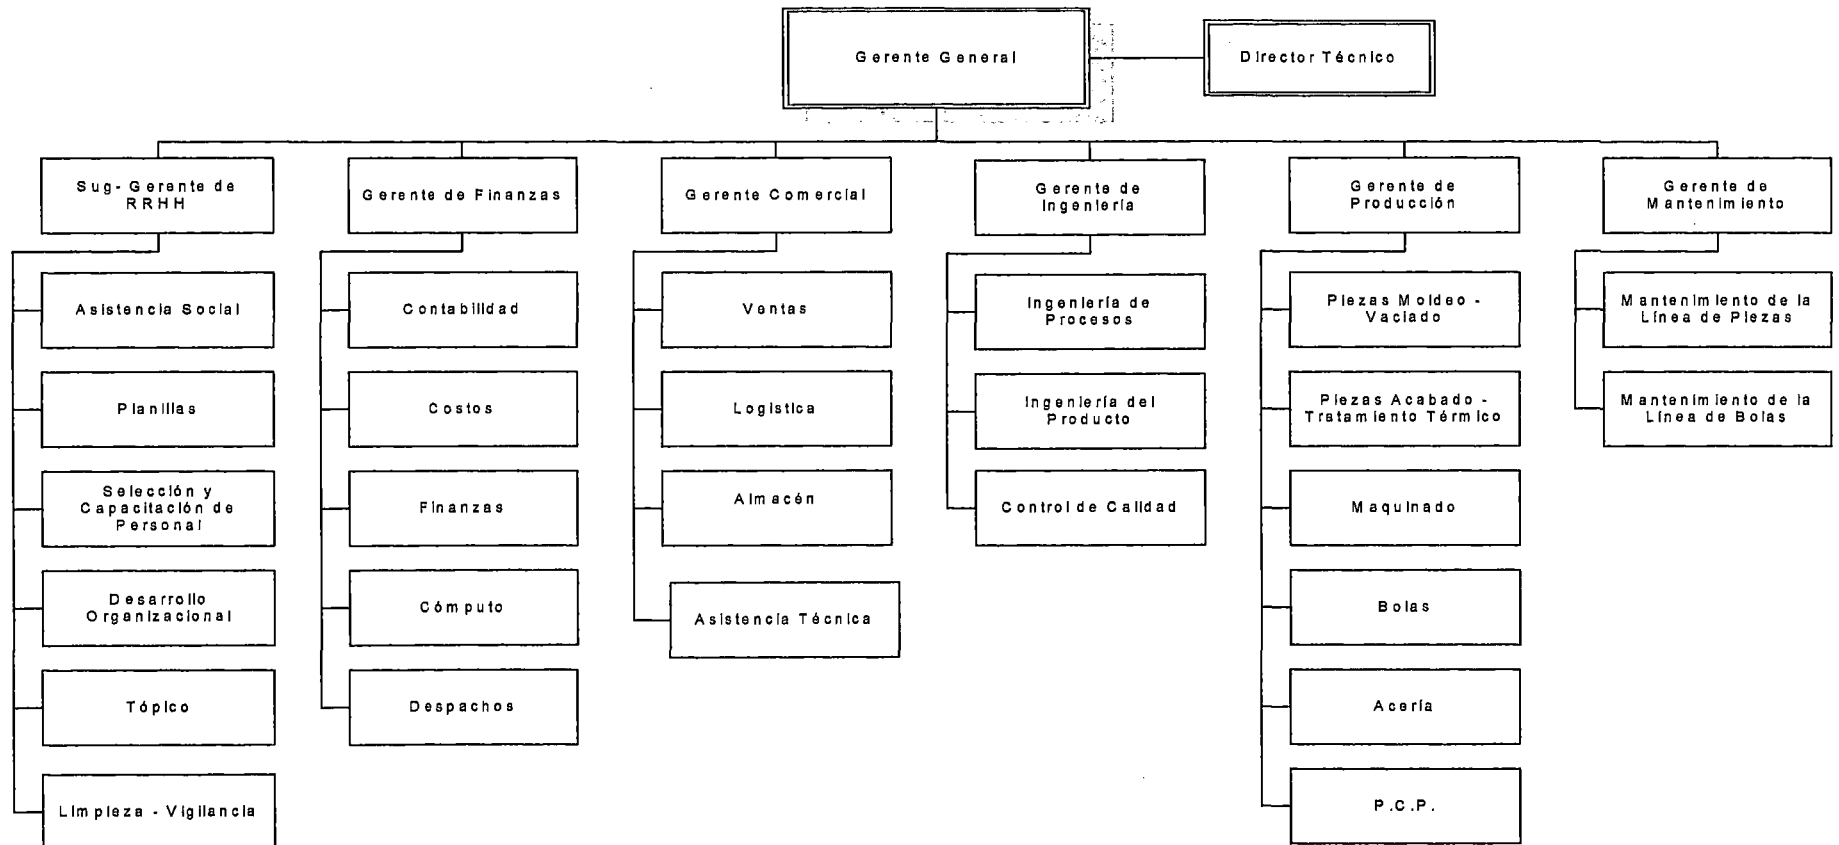 Gerente General
Director Técnico
Sug- Gerente de
RRHH
Gerente de Finanzas
Gerente Comercial
Gerente de
Ingeniería
Gerente de
Producción
Gerente de
Mantenimiento
Asistencia Social
Planillas
Selección y
Capacitación de
Personal
Desarrollo
Organizacional
Tópico
Limpieza - Vigilancia
Contabilidad
Costos
Finanzas
Cómputo
Despachos
Ventas
Logistica
Almacén
Asistencia Técnica
Ingeniería de
Procesos
Ingeniería del
Producto
Control de Calidad
Piezas Moldeo -
Vaciado
Piezas Acabado -
Tratamiento Térmico
Maquinado
Bolas
Acería
P.C.P.
Mantenimiento de la
Línea de Piezas
Mantenimiento de la
Línea de Bolas